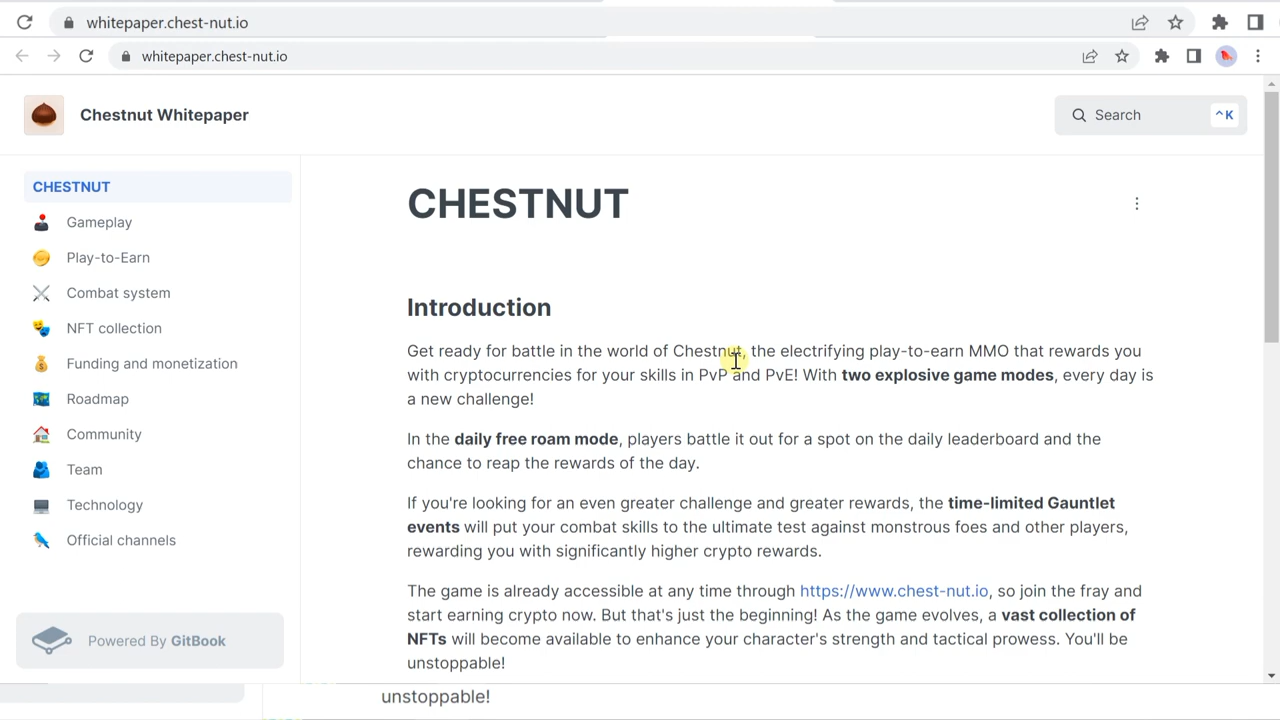 whitepaper.chest-nut.io
whitepaper.chest-nut.io
Chestnut Whitepaper
Search
^K
CHESTNUT
Gameplay
Play-to-Earn
Combat system
NFT collection
Funding and monetization
Roadmap
Community
Team
Technology
Official channels
Powered By GitBook
CHESTNUT
Introduction
Get ready for battle in the world of Chestnut, the electrifying play-to-earn MMO that rewards you
with cryptocurrencies for your skills in PvP and PvE! With two explosive game modes, every day is
a new challenge!
In the daily free roam mode, players battle it out for a spot on the daily leaderboard and the
chance to reap the rewards of the day.
If you're looking for an even greater challenge and greater rewards, the time-limited Gauntlet
events will put your combat skills to the ultimate test against monstrous foes and other players,
rewarding you with significantly higher crypto rewards.
The game is already accessible at any time through https://www.chest-nut.io, so join the fray and
start earning crypto now. But that's just the beginning! As the game evolves, a vast collection of
NFTs will become available to enhance your character's strength and tactical prowess. You'll be
unstoppable!
unstoppable!